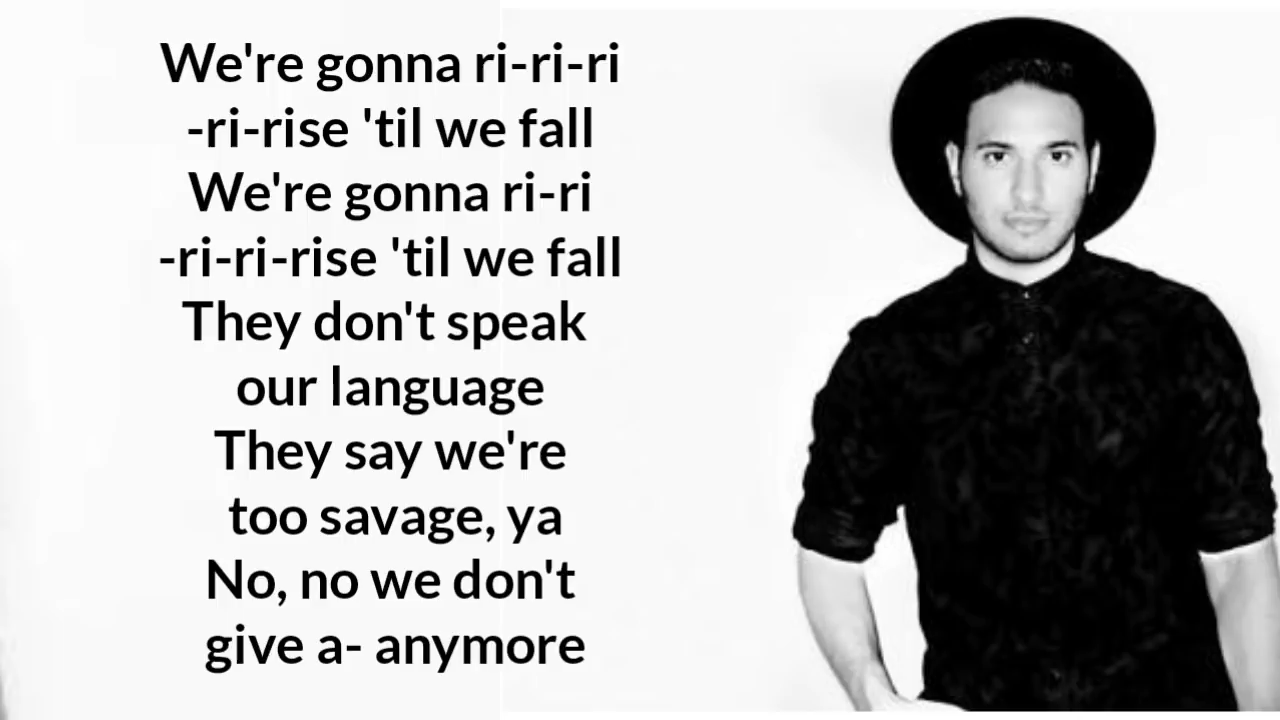 We're gonna ri-ri-ri
-ri-rise 'til we fall
We're gonna ri-ri
-ri-ri-rise 'til we fall
They don't speak
our language
They say we're
too savage, ya
No, no we don't
give a- anymore